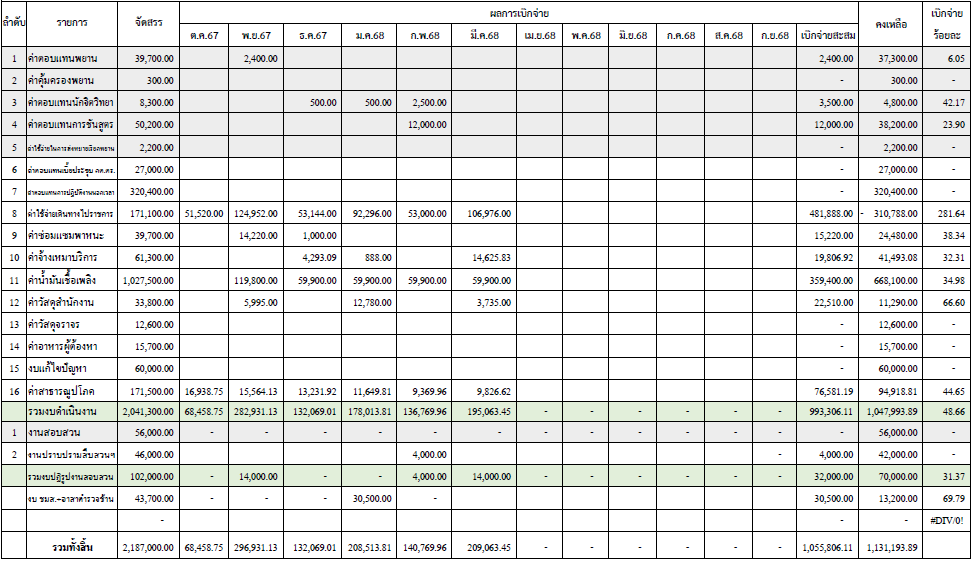 ลำดับ รายการ จัดสรร ผลการเบิกจ่าย คงเหลือ เบิกจ่าย
ร้อยละ
ต.ค.67 พ.ย.67 ธ.ค.67 ม.ค.68 ก.พ.68 มี.ค.68 เม.ย.68 พ.ค.68 มิ.ย.68 ก.ค.68 ส.ค.68 ก.ย.68 เบิกจ่ายสะสม
1 ค่าตอบแทนพยาน 39,700.00 2,400.00 2,400.00 37,300.00 6.05
2 ค่าคุ้มครองพยาน 300.00 - 300.00 -
3 ค่าตอบแทนนักจิตวิทยา 8,300.00 500.00 500.00 2,500.00 3,500.00 4,800.00 42.17
4 ค่าตอบแทนการชันสูตร 50,200.00 12,000.00 12,000.00 38,200.00 23.90
5 ค่าใช้จ่ายในการส่งหมายเรียกพยาน 2,200.00 - 2,200.00 -
6 ค่าตอบแทนเบี้ยประชุม กต.ตร. 27,000.00 - 27,000.00 -
7 ค่าตอบแทนการปฏิบัติงานนอกเวลา 320,400.00 - 320,400.00 -
8 ค่าใช้จ่ายเดินทางไปราชการ 171,100.00 51,520.00 124,952.00 53,144.00 92,296.00 53,000.00 106,976.00 481,888.00 - 310,788.00 281.64
9 ค่าซ่อมแซมพาหนะ 39,700.00 14,220.00 1,000.00 15,220.00 24,480.00 38.34
10 ค่าจ้างเหมาบริการ 61,300.00 4,293.09 888.00 14,625.83 19,806.92 41,493.08 32.31
11 ค่าน้ำมันเชื้อเพลิง 1,027,500.00 119,800.00 59,900.00 59,900.00 59,900.00 59,900.00 359,400.00 668,100.00 34.98
12 ค่าวัสดุสำนักงาน 33,800.00 5,995.00 12,780.00 3,735.00 22,510.00 11,290.00 66.60
13 ค่าวัสดุจราจร 12,600.00 - 12,600.00 -
14 ค่าอาหารผู้ต้องหา 15,700.00 - 15,700.00 -
15 งบแก้ไขปัญหา 60,000.00 - 60,000.00 -
16 ค่าสาธารณูปโภค 171,500.00 16,938.75 15,564.13 13,231.92 11,649.81 9,369.96 9,826.62 76,581.19 94,918.81 44.65
รวมงบดำเนินงาน 2,041,300.00 68,458.75 282,931.13 132,069.01 178,013.81 136,769.96 195,063.45 - - - - - - 993,306.11 1,047,993.89 48.66
1 งานสอบสวน 56,000.00 - - - - - - - - - - - - - 56,000.00 -
2 งานปราบปรามสืบสวนฯ 46,000.00 4,000.00 - 4,000.00 42,000.00 -
รวมงบปฏิรูปงานสอบสวน 102,000.00 - 14,000.00 - 4,000.00 14,000.00 - - - - - - 32,000.00 70,000.00 31.37
งบ ชมส.+อาสาตำรวจบ้าน 43,700.00 30,500.00 - 30,500.00 13,200.00 69.79
- - - #DIV/0!
รวมทั้งสิ้น 2,187,000.00 68,458.75 296,931.13 132,069.01 208,513.81 140,769.96 209,063.45 - - - - - - 1,055,806.11 1,131,193.89